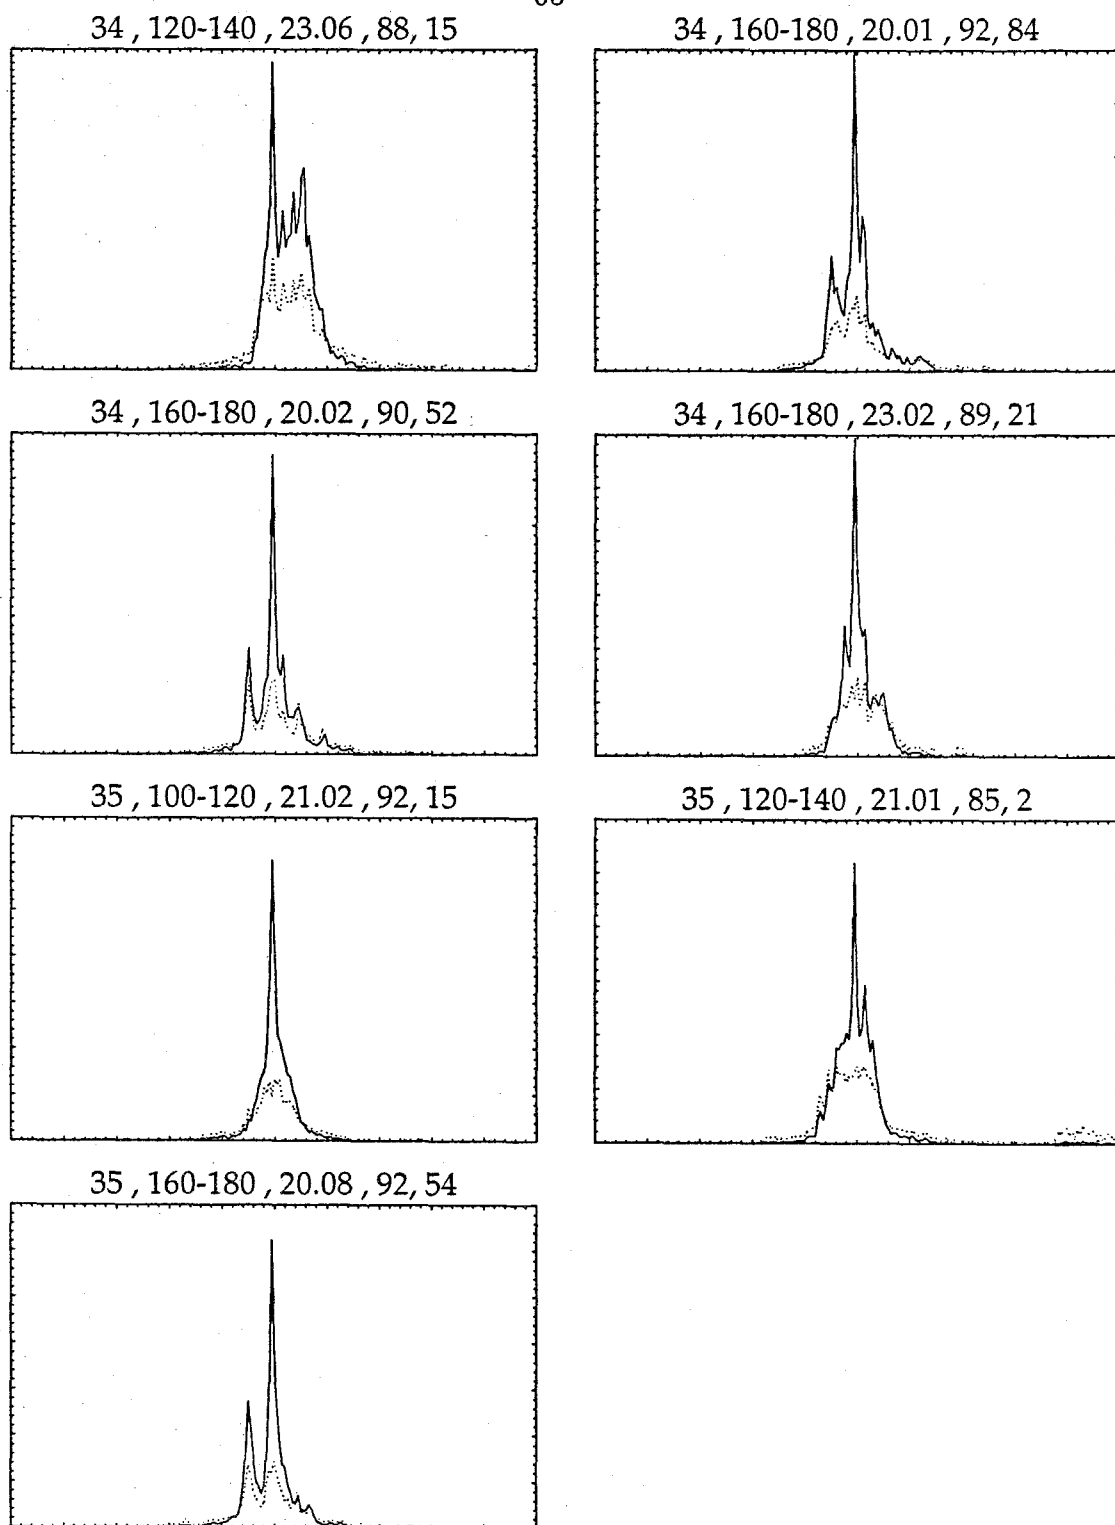 34 , 120-140 , 23.06 , 88, 15
34 , 160-180 , 20.01 , 92, 84
34 , 160-180 , 20.02 , 90, 52
34 , 160-180 , 23.02 , 89, 21
35 , 100-120 , 21.02 , 92, 15
35 , 120-140 , 21.01 , 85, 2
35 , 160-180 , 20.08 , 92, 54